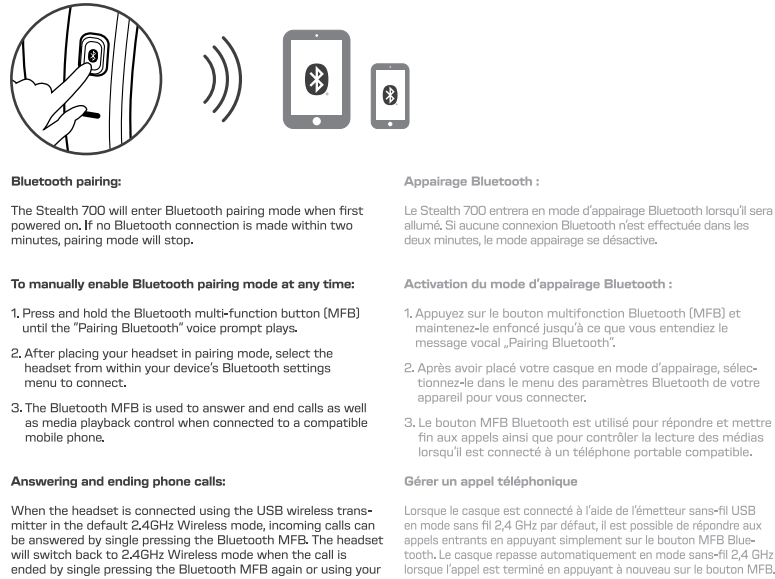 Bluetooth pairing:
The Stealth 700 will enter Bluetooth pairing mode when first
powered on. If no Bluetooth connection is made within two
minutes, pairing mode will stop.
To manually enable Bluetooth pairing mode at any time:
1. Press and hold the Bluetooth multi-function button (MFB)
until the "Pairing Bluetooth" voice prompt plays.
2. After placing your headset in pairing mode, select the
headset from within your device's Bluetooth settings
menu to connect.
3. The Bluetooth MFB is used to answer and end calls as well
as media playback control when connected to a compatible
mobile phone.
Answering and ending phone calls:
When the headset is connected using the USB wireless trans-
mitter in the default 2.4GHz Wireless mode, incoming calls can
be answered by single pressing the Bluetooth MFB. The headset
will switch back to 2.4GHz Wireless mode when the call is
ended by single pressing the Bluetooth MFB again or using your
Appairage Bluetooth :
Le Stealth 700 entrera en mode d'appairage Bluetooth lorsqu'il sera
allumé. Si aucune connexion Bluetooth n'est effectuée dans les
deux minutes, le mode appairage se désactive.
Activation du mode d'appairage Bluetooth :
1. Appuyez sur le bouton multifonction Bluetooth (MFB) et
maintenez-le enfoncé jusqu'à ce que vous entendiez le
message vocal „Pairing Bluetooth".
2. Après avoir placé votre casque en mode d'appairage, sélec-
tionnez-le dans le menu des paramètres Bluetooth de votre
appareil pour vous connecter.
3. Le bouton MFB Bluetooth est utilisé pour répondre et mettre
fin aux appels ainsi que pour contrôler la lecture des médias
lorsqu'il est connecté à un téléphone portable compatible.
Gérer un appel téléphonique
Lorsque le casque est connecté à l'aide de l'émetteur sans-fil USB
en mode sans fil 2,4 GHz par défaut, il est possible de répondre aux
appels entrants en appuyant simplement sur le bouton MFB Blue-
tooth. Le casque repasse automatiquement en mode sans-fil 2,4 GHz
lorsque l'appel est terminé en appuyant à nouveau sur le bouton MFB.